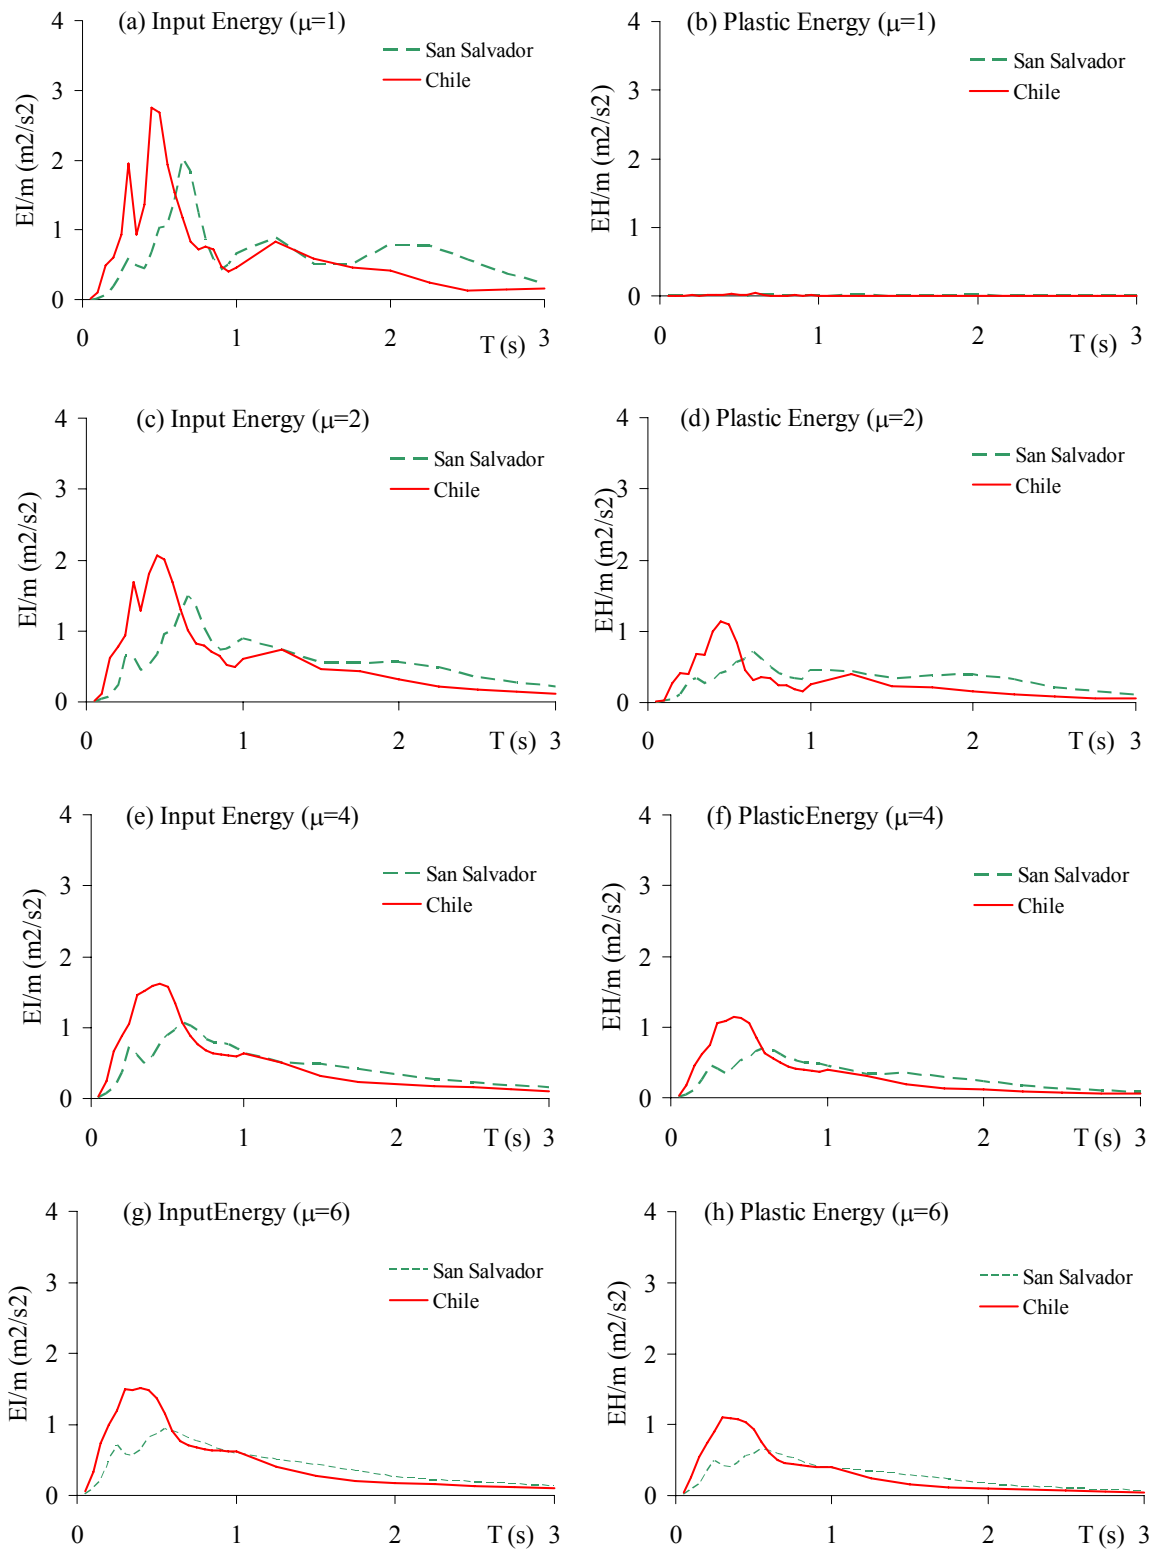 (a) Input Energy (μ=1)
San Salvador
Chile
EI/m (m2/s2)
4
3
2
1
0
0
1
2
T (s)
3
(b) Plastic Energy (μ=1)
San Salvador
Chile
EH/m (m2/s2)
4
3
2
1
0
0
1
2
T (s)
3
(c) Input Energy (μ=2)
San Salvador
Chile
EI/m (m2/s2)
4
3
2
1
0
0
1
2
T (s)
3
(d) Plastic Energy (μ=2)
San Salvador
Chile
EH/m (m2/s2)
4
3
2
1
0
0
1
2
T (s)
3
(e) Input Energy (μ=4)
San Salvador
Chile
EI/m (m2/s2)
4
3
2
1
0
0
1
2
T (s)
3
(f) PlasticEnergy (μ=4)
San Salvador
Chile
EH/m (m2/s2)
4
3
2
1
0
0
1
2
T (s)
3
(g) InputEnergy (μ=6)
San Salvador
Chile
EI/m (m2/s2)
4
3
2
1
0
0
1
2
T (s)
3
(h) Plastic Energy (μ=6)
San Salvador
Chile
EH/m (m2/s2)
4
3
2
1
0
0
1
2
T (s)
3